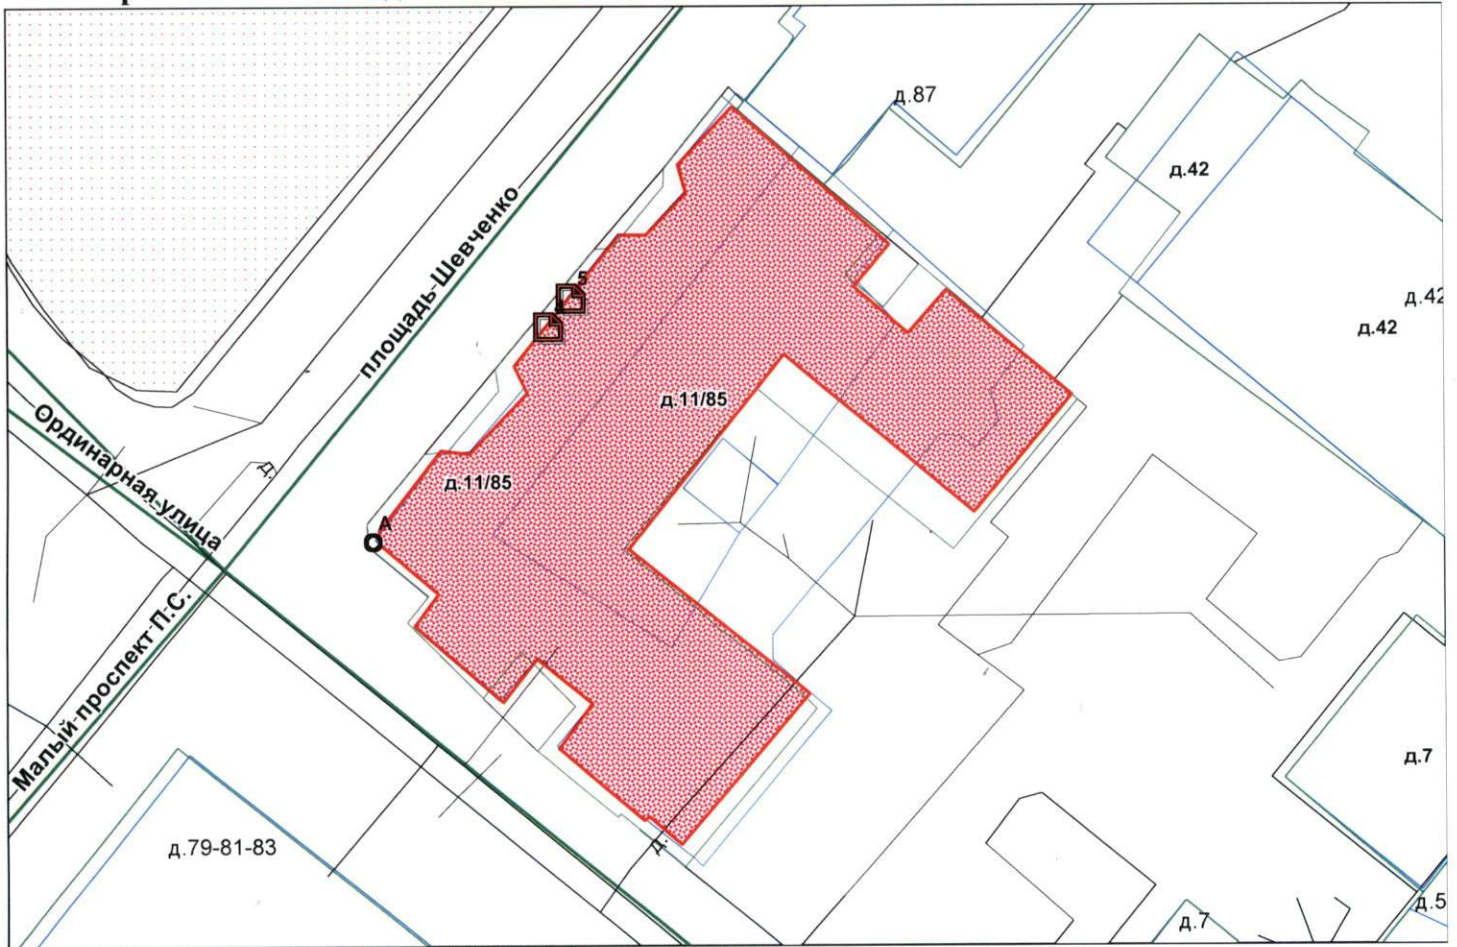 д.87
д.42
площадь Шевченко
5
д.42
д.42
д.11/85
Ординарная улица
д.
д.11/85
А
Малый проспект П.С.
д.7
д.
д.79-81-83
д.5
д.7